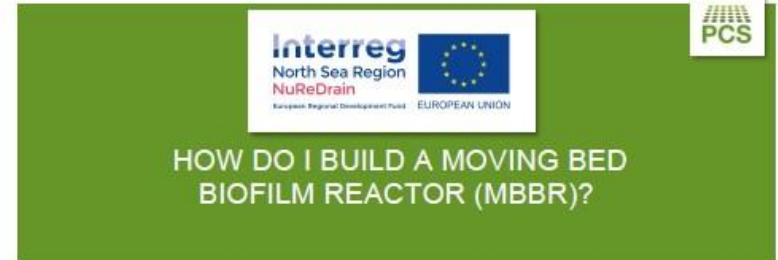 PCS
Interreg
North Sea Region
NuReDrain
European Regional Development Fund EUROPEAN UNION
HOW DO I BUILD A MOVING BED
BIOFILM REACTOR (MBBR)?